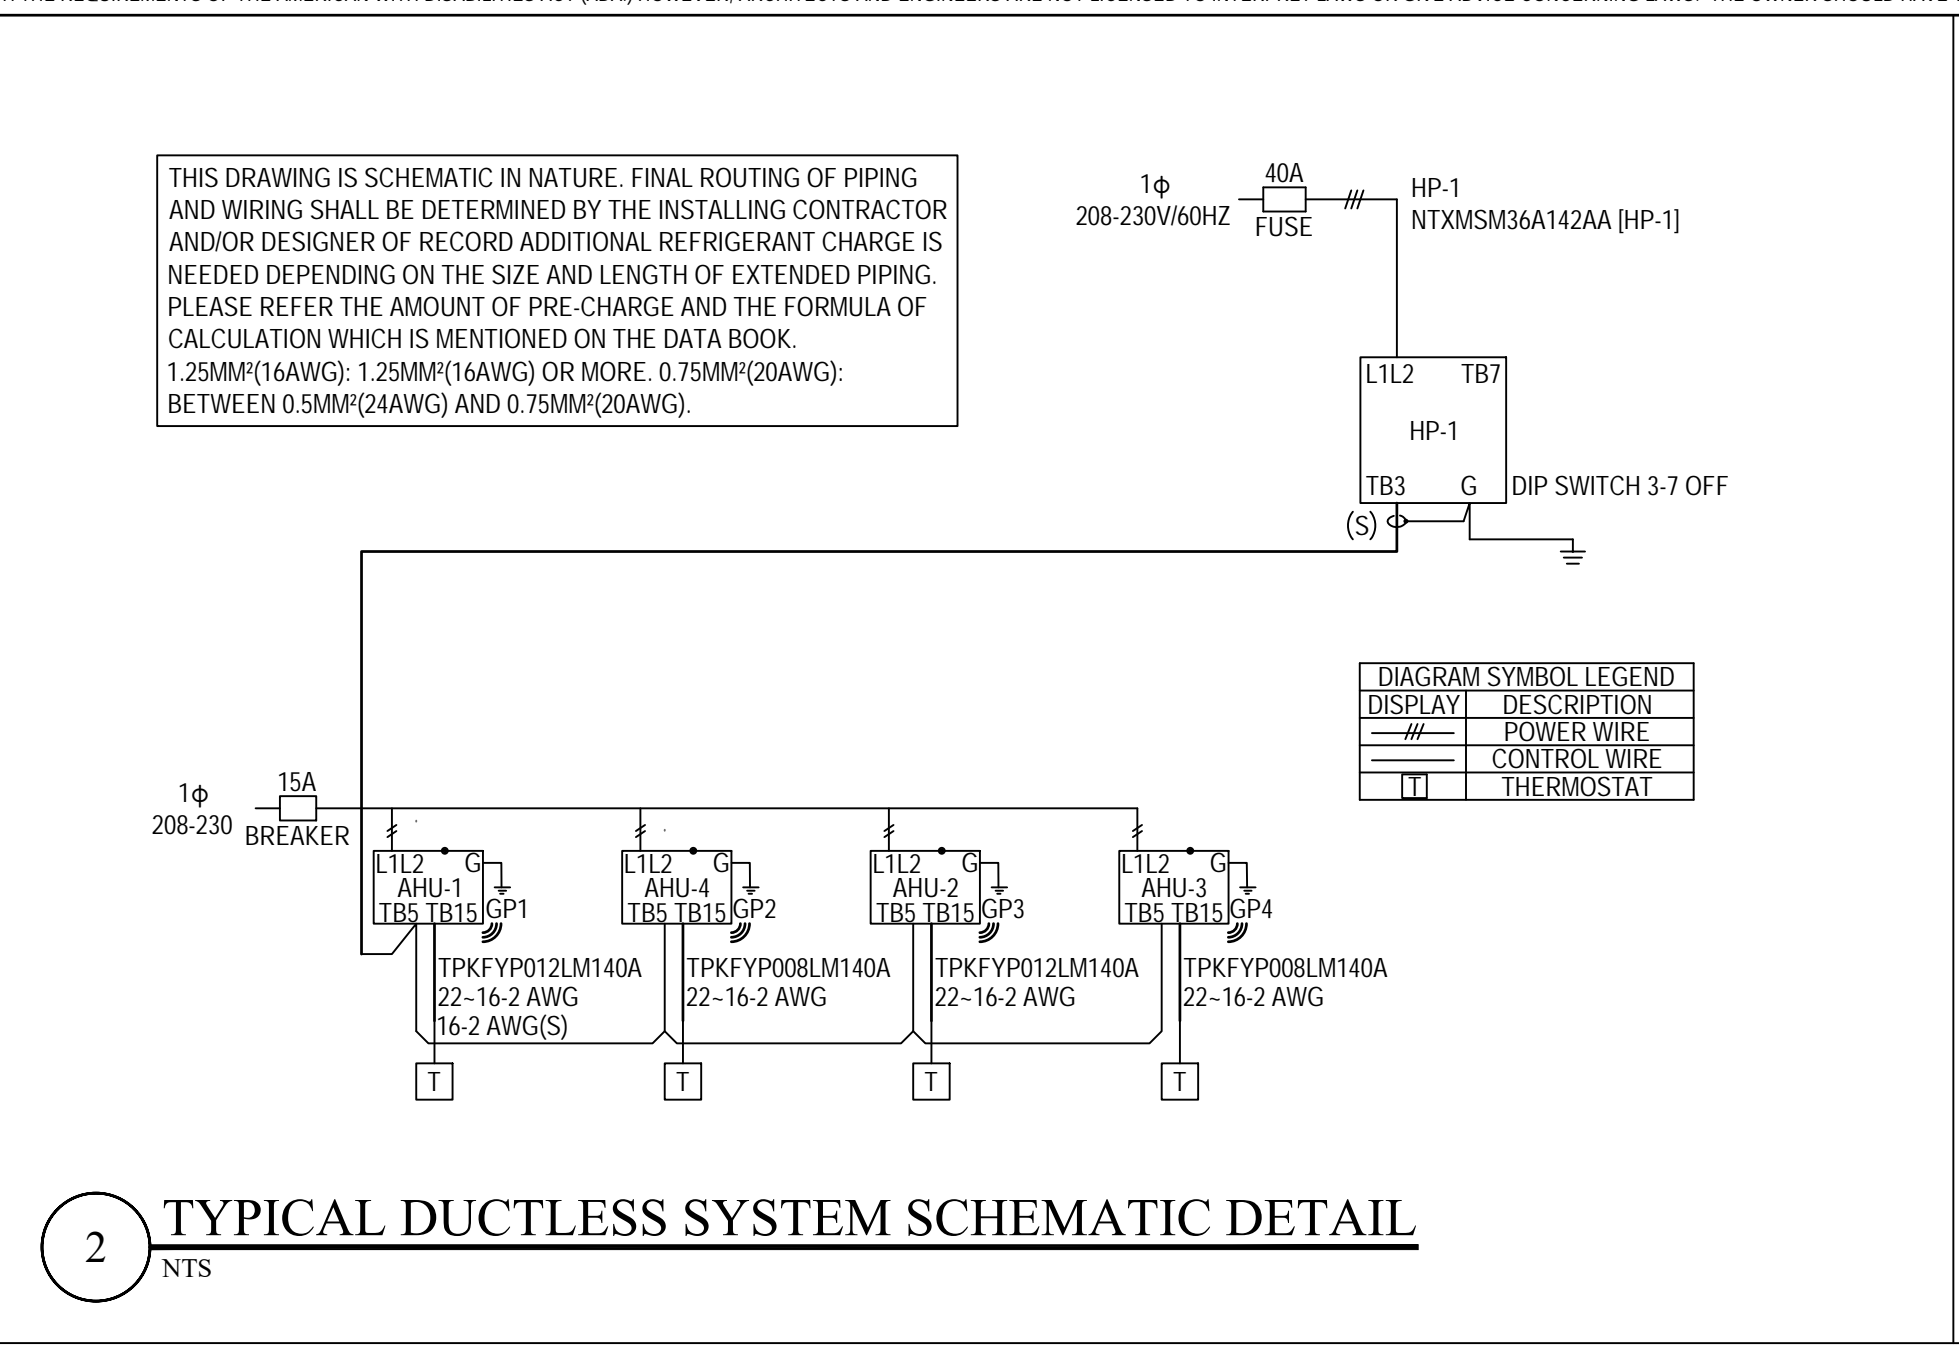 THIS DRAWING IS SCHEMATIC IN NATURE. FINAL ROUTING OF PIPING
AND WIRING SHALL BE DETERMINED BY THE INSTALLING CONTRACTOR
AND/OR DESIGNER OF RECORD ADDITIONAL REFRIGERANT CHARGE IS
NEEDED DEPENDING ON THE SIZE AND LENGTH OF EXTENDED PIPING.
PLEASE REFER THE AMOUNT OF PRE-CHARGE AND THE FORMULA OF
CALCULATION WHICH IS MENTIONED ON THE DATA BOOK.
1.25MM²(16AWG): 1.25MM²(16AWG) OR MORE. 0.75MM²(20AWG):
BETWEEN 0.5MM²(24AWG) AND 0.75MM²(20AWG).
1ϕ
208-230V/60HZ
40A
FUSE
HP-1
NTXMSM36A142AA [HP-1]
L1L2 TB7
HP-1
TB3 G
DIP SWITCH 3-7 OFF
(S)
DIAGRAM SYMBOL LEGEND
DISPLAY DESCRIPTION
POWER WIRE
CONTROL WIRE
T THERMOSTAT
1ϕ
208-230
15A
BREAKER
L1L2 G
AHU-1
TB5 TB15
GP1
TPKFYP012LM140A
22~16-2 AWG
16-2 AWG(S)
T
L1L2 G
AHU-4
TB5 TB15
GP2
TPKFYP008LM140A
22~16-2 AWG
T
L1L2 G
AHU-2
TB5 TB15
GP3
TPKFYP012LM140A
22~16-2 AWG
T
L1L2 G
AHU-3
TB5 TB15
GP4
TPKFYP008LM140A
22~16-2 AWG
T
2
TYPICAL DUCTLESS SYSTEM SCHEMATIC DETAIL
NTS